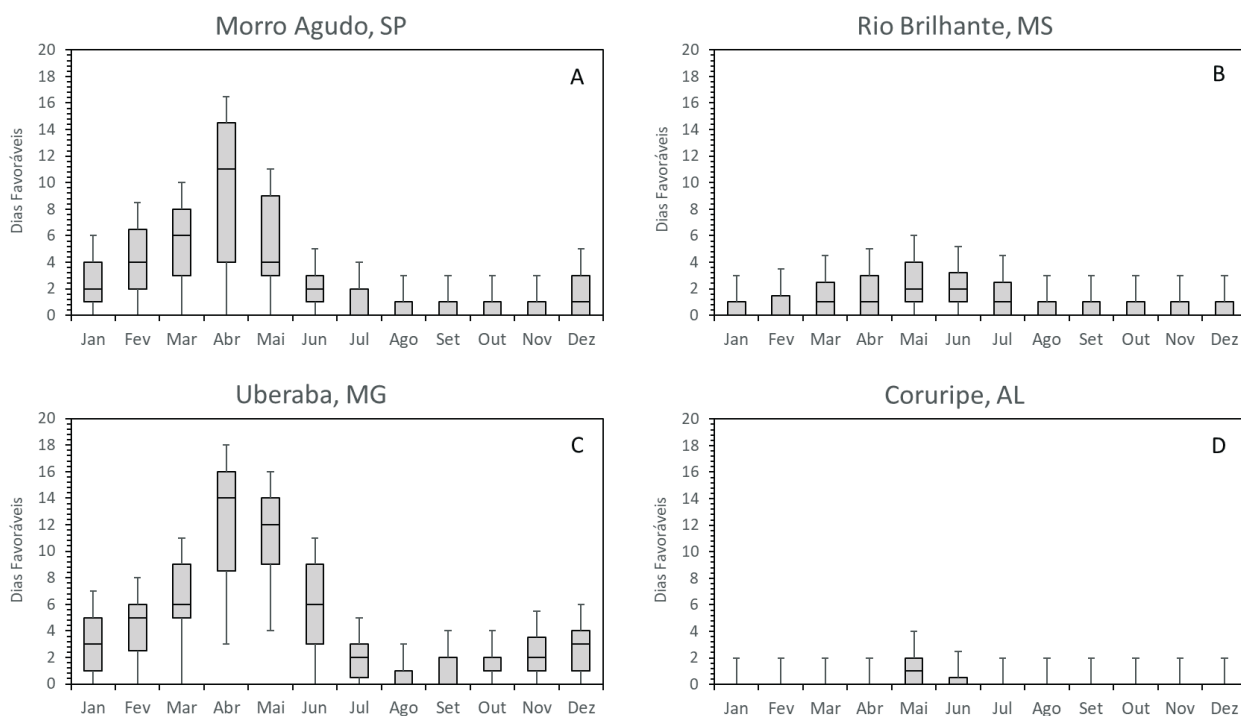 Morro Agudo, SP
A
Dias Favoráveis
20
18
16
14
12
10
8
6
4
2
0
Jan Fev Mar Abr Mai Jun Jul Ago Set Out Nov Dez
Rio Brilhante, MS
B
Dias Favoráveis
20
18
16
14
12
10
8
6
4
2
0
Jan Fev Mar Abr Mai Jun Jul Ago Set Out Nov Dez
Uberaba, MG
C
Dias Favoráveis
20
18
16
14
12
10
8
6
4
2
0
Jan Fev Mar Abr Mai Jun Jul Ago Set Out Nov Dez
Coruripe, AL
D
Dias Favoráveis
20
18
16
14
12
10
8
6
4
2
0
Jan Fev Mar Abr Mai Jun Jul Ago Set Out Nov Dez